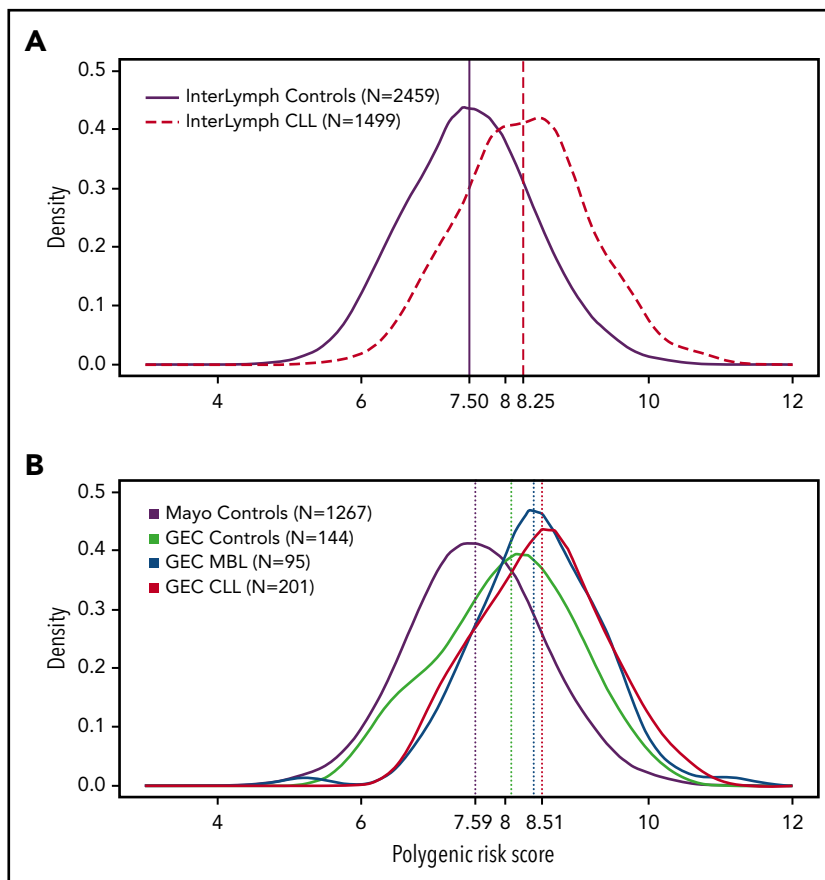 A
0.5
InterLymph Controls (N=2459)
InterLymph CLL (N=1499)
0.4
0.3
Density
0.2
0.1
0.0
4 6 7.50 8 8.25 10 12
B
0.5
Mayo Controls (N=1267)
GEC Controls (N=144)
GEC MBL (N=95)
GEC CLL (N=201)
0.4
0.3
Density
0.2
0.1
0.0
4 6 7.59 8 8.51 10 12
Polygenic risk score